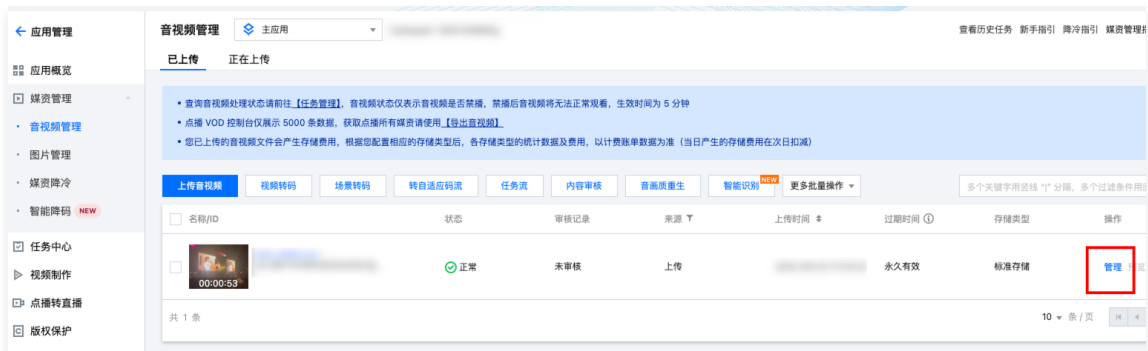 应用管理
音视频管理 主应用
查看历史任务 新手指引 降冷指引 媒资管理
已上传 正在上传
应用概览
媒资管理
音视频管理
图片管理
媒资降冷
智能降码 NEW
任务中心
视频制作
点播转直播
版权保护
• 查询音视频处理状态请前往【任务管理】，音视频状态仅表示音视频是否禁播，禁播后音视频将无法正常观看，生效时间为 5 分钟
• 点播 VOD 控制台仅展示 5000 条数据，获取点播所有媒资请使用【导出音视频】
• 您已上传的音视频文件会产生存储费用，根据您配置相应的存储类型后，各存储类型的统计数据及费用，以计费账单数据为准（当日产生的存储费用在次日扣减）
上传音视频 视频转码 场景转码 转自适应码流 任务流 内容审核 音画质重生 智能识别 NEW 更多批量操作
多个关键字用竖线 "|" 分隔，多个过滤条件用
名称/ID 状态 审核记录 来源 上传时间 过期时间 存储类型 操作
00:00:53 正常 未审核 上传 永久有效 标准存储 管理 预览
共 1 条
10 条 / 页